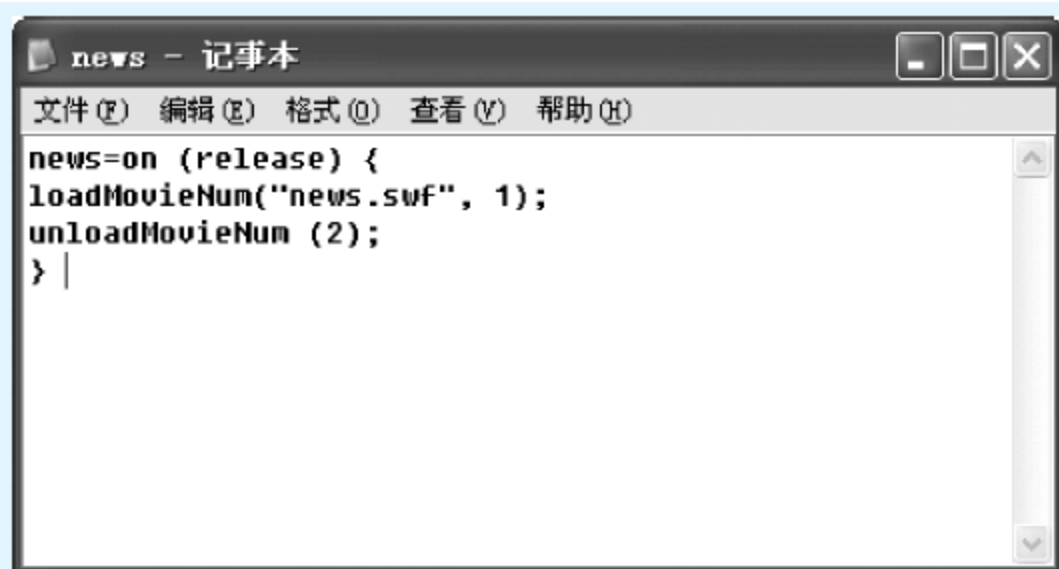 news - 记事本
文件(F) 编辑(E) 格式(O) 查看(V) 帮助(H)
news=on (release) {
loadMovieNum("news.swf", 1);
unloadMovieNum (2);
}